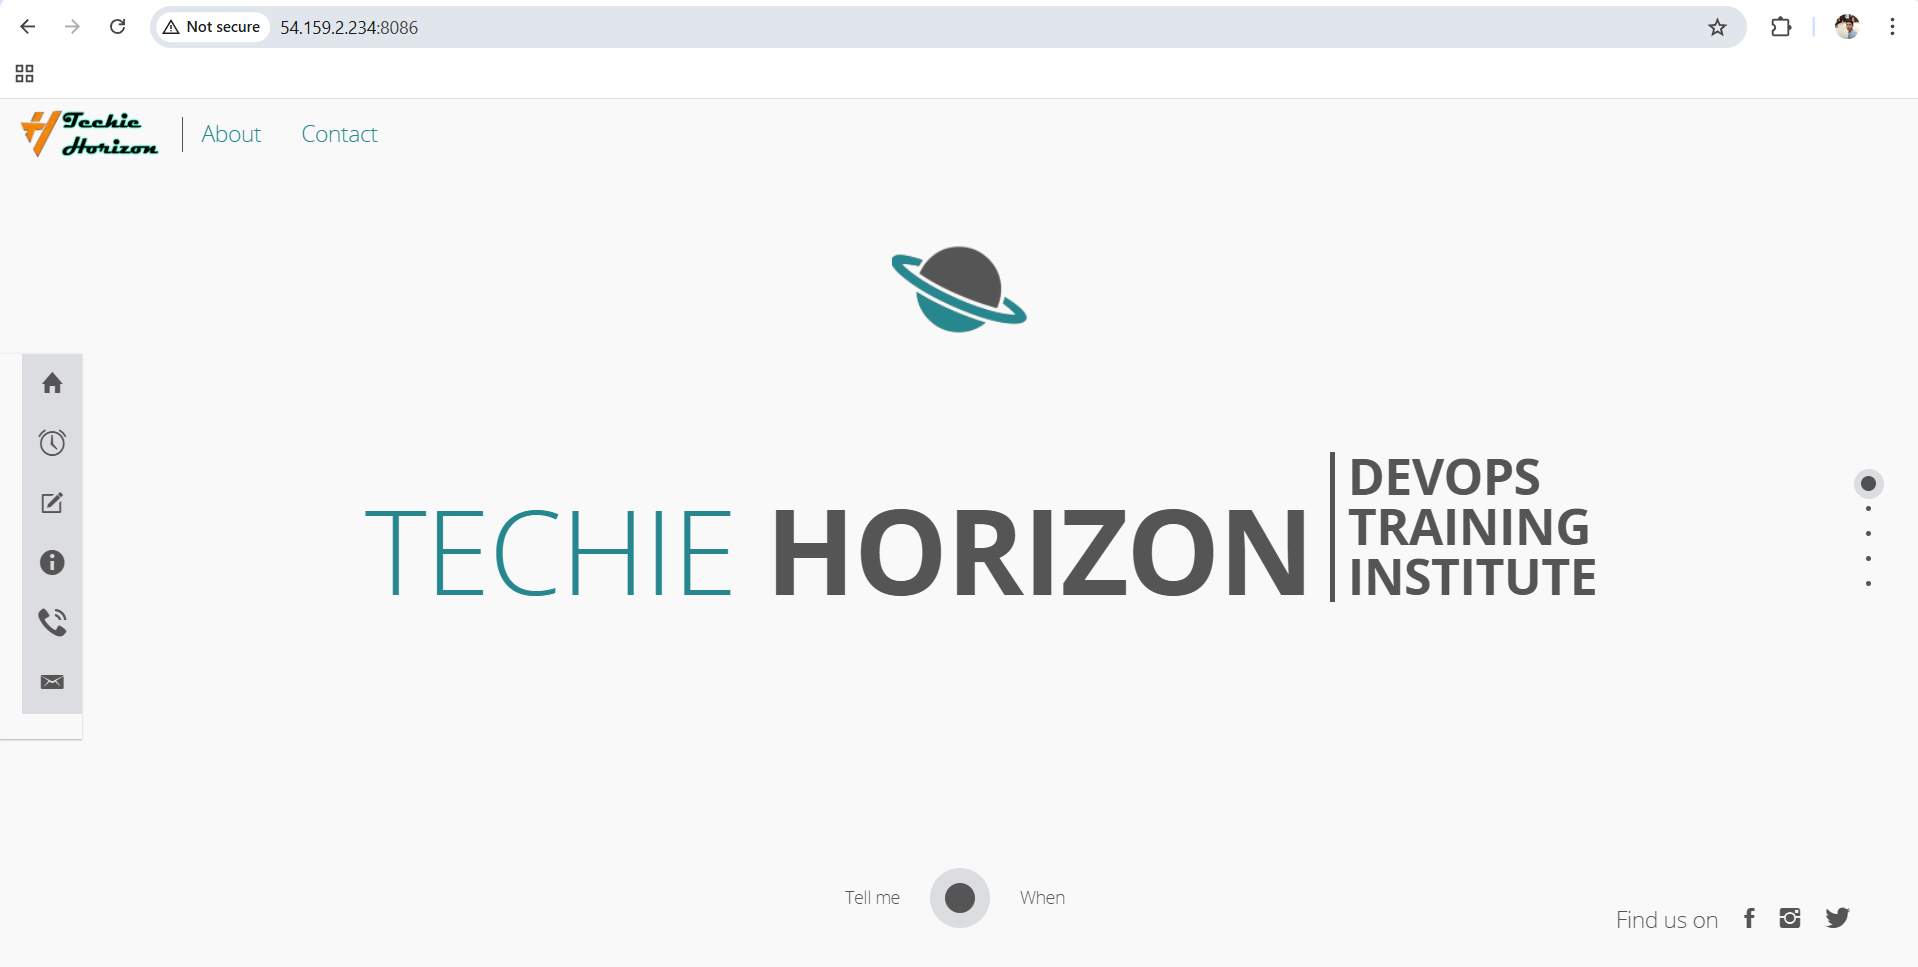 Not secure 54.159.2.234:8086
Techie
Horizon
About Contact
TECHIE HORIZON
DEVOPS
TRAINING
INSTITUTE
Tell me When
Find us on